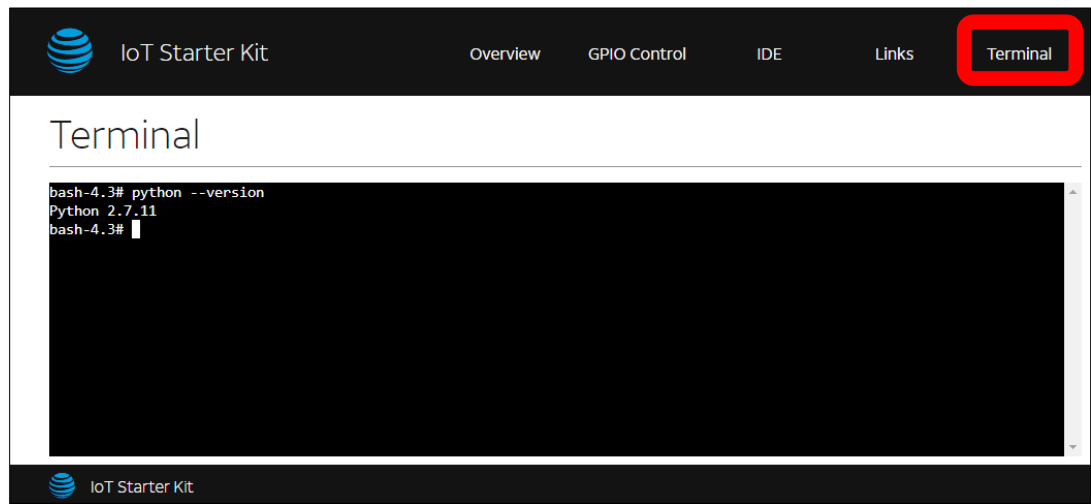 IoT Starter Kit Overview GPIO Control IDE Links Terminal
Terminal
bash-4.3# python --version
Python 2.7.11
bash-4.3#
IoT Starter Kit